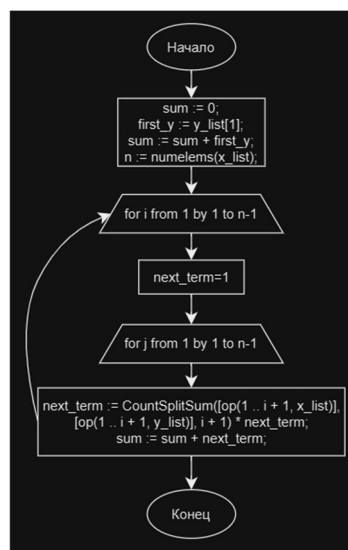 Начало
sum := 0;
first_y := y_list[1];
sum := sum + first_y;
n := numelems(x_list);
for i from 1 by 1 to n-1
next_term=1
for j from 1 by 1 to n-1
next_term := CountSplitSum([op(1 .. i + 1, x_list)],
[op(1 .. i + 1, y_list)], i + 1) * next_term;
sum := sum + next_term;
Конец